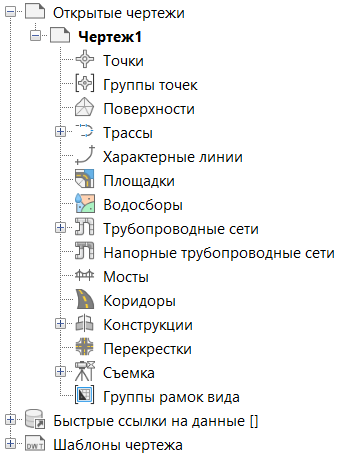 Открытые чертежи
Чертеж1
Точки
Группы точек
Поверхности
Трассы
Характерные линии
Площадки
Водосборы
Трубопроводные сети
Напорные трубопроводные сети
Мосты
Коридоры
Конструкции
Перекрестки
Съемка
Группы рамок вида
Быстрые ссылки на данные []
DWT Шаблоны чертежа